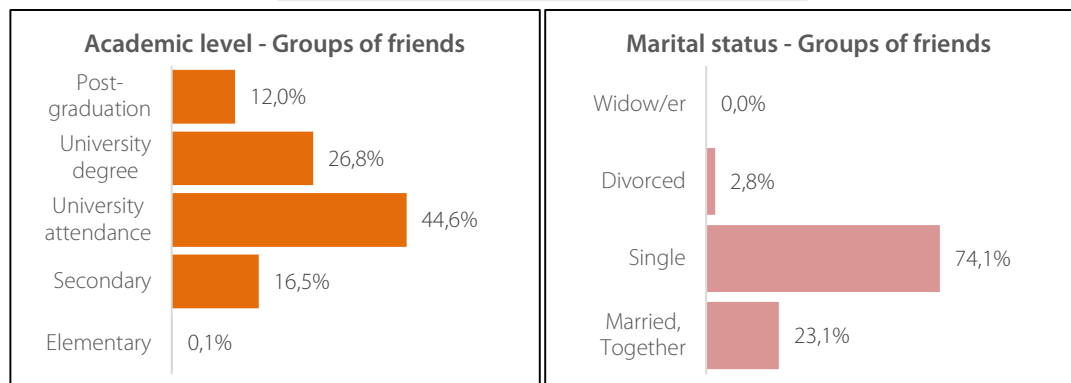 Academic level - Groups of friends
Post-
graduation
12,0%
University
degree
26,8%
University
attendance
44,6%
Secondary
16,5%
Elementary
0,1%
Marital status - Groups of friends
Widow/er
0,0%
Divorced
2,8%
Single
74,1%
Married,
Together
23,1%